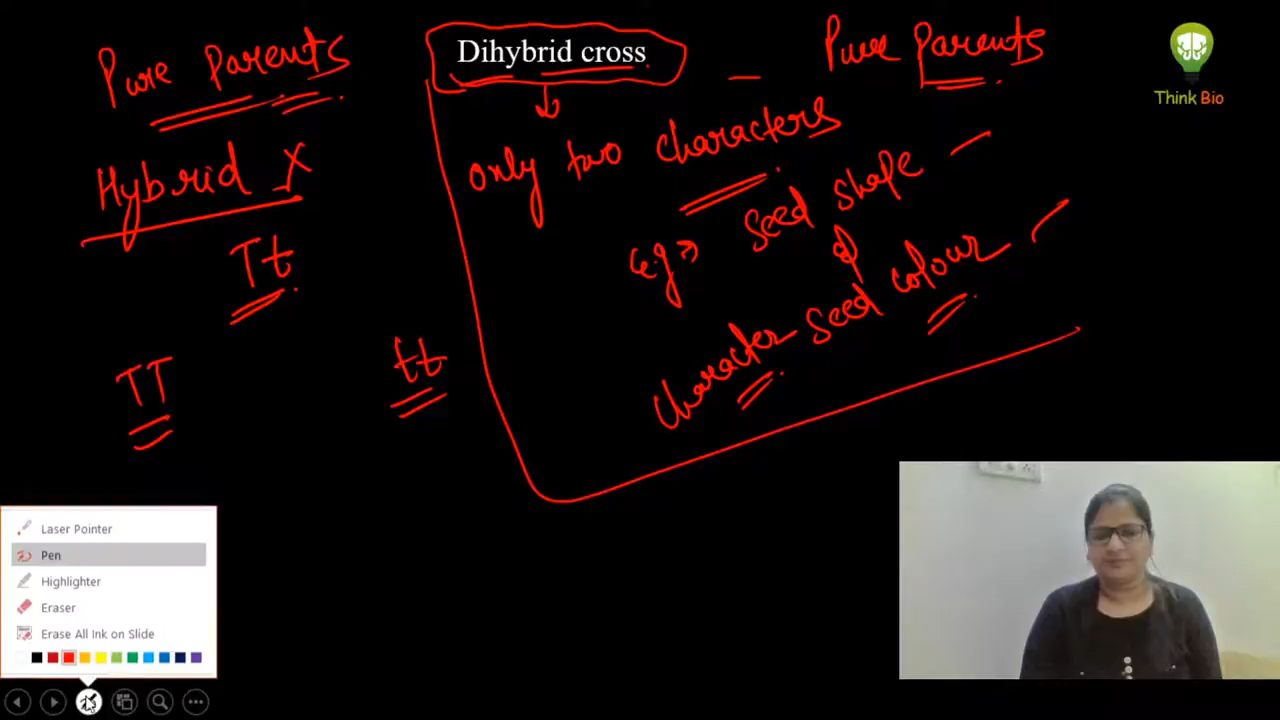 Pure Parents
Dihybrid cross
Pure Parents
Think Bio
Hybrid X
only two characters
Tt
e.g → seed shape
of
character seed colour
TT
tt
Laser Pointer
Pen
Highlighter
Eraser
Erase All Ink on Slide